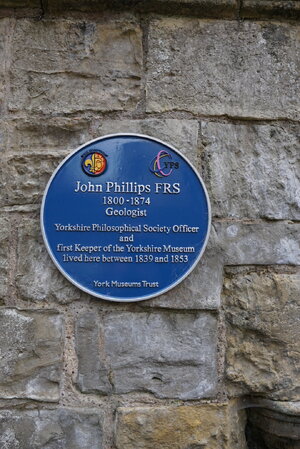 YPS
John Phillips FRS
1800 -1874
Geologist
Yorkshire Philosophical Society Officer
and
first Keeper of the Yorkshire Museum
lived here between 1839 and 1853
York Museums Trust